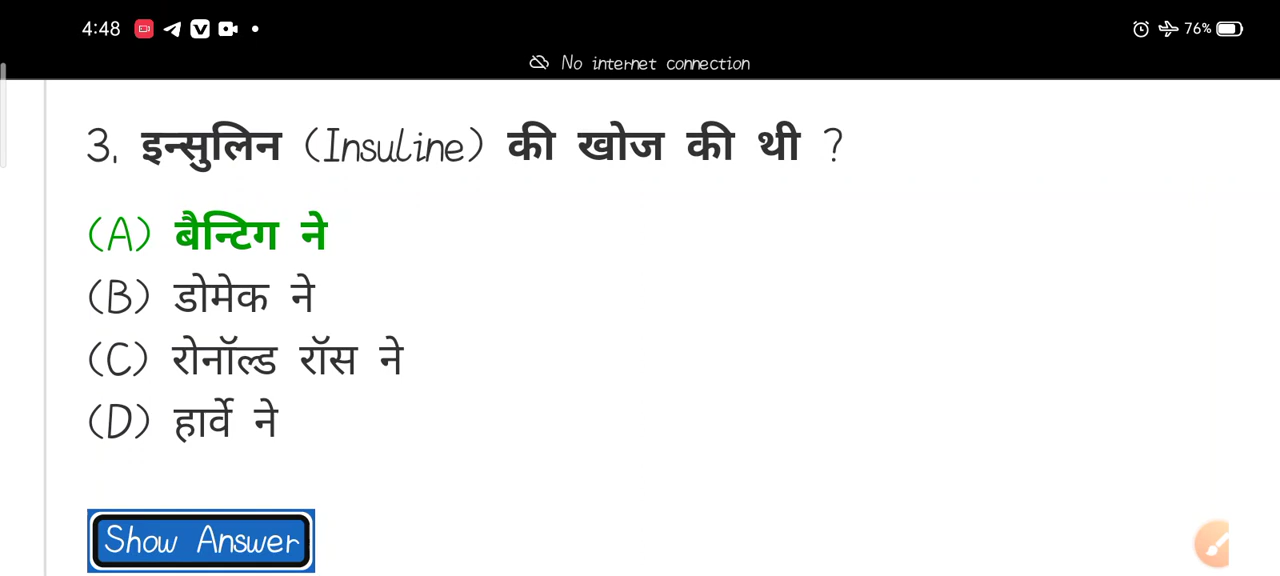 4:48
76%
No internet connection
3. इन्सुलिन (Insuline) की खोज की थी ?
(A) बैन्टिग ने
(B) डोमेक ने
(C) रोनॉल्ड रॉस ने
(D) हार्वे ने
Show Answer